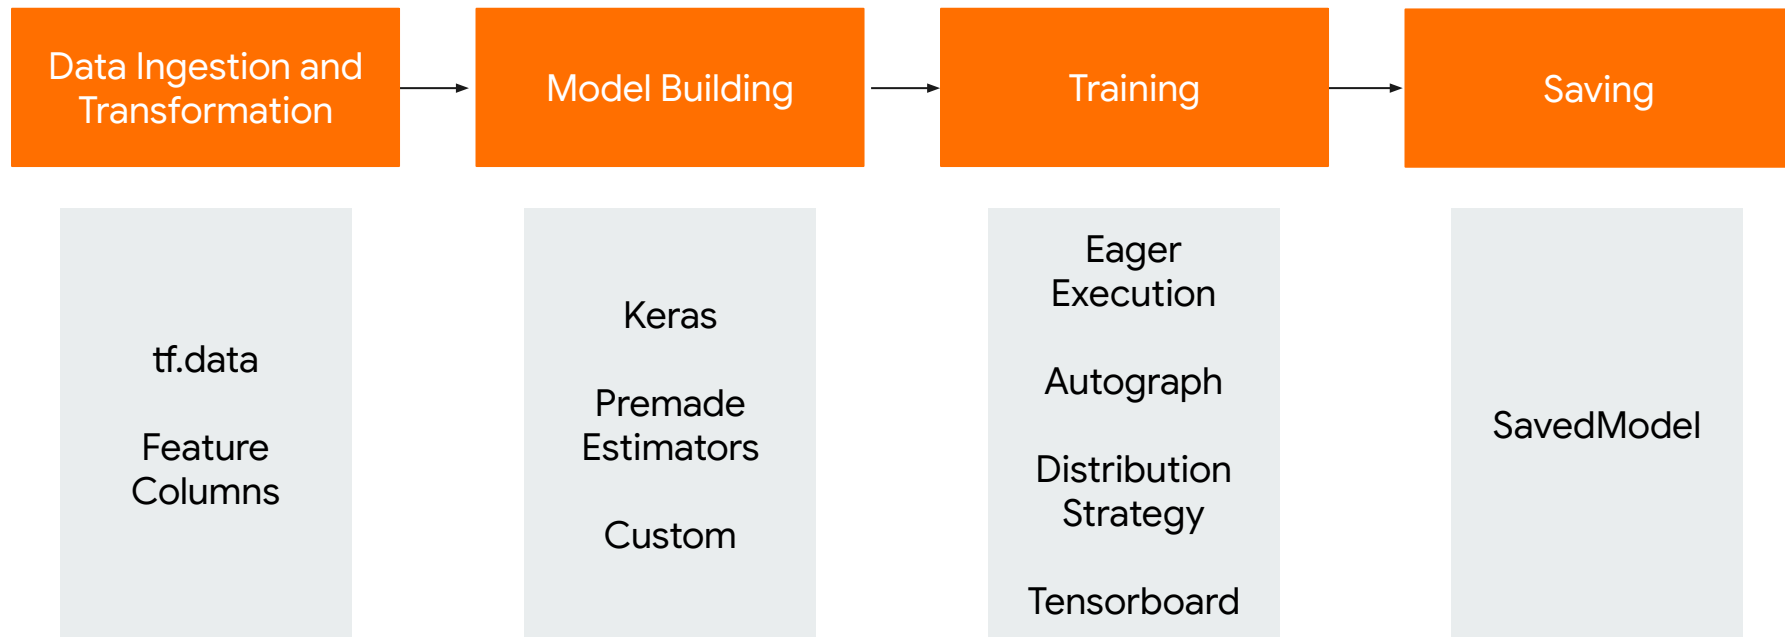 Data Ingestion and
Transformation
Model Building
Training
Saving
tf.data
Feature
Columns
Keras
Premade
Estimators
Custom
Eager
Execution
Autograph
Distribution
Strategy
Tensorboard
SavedModel